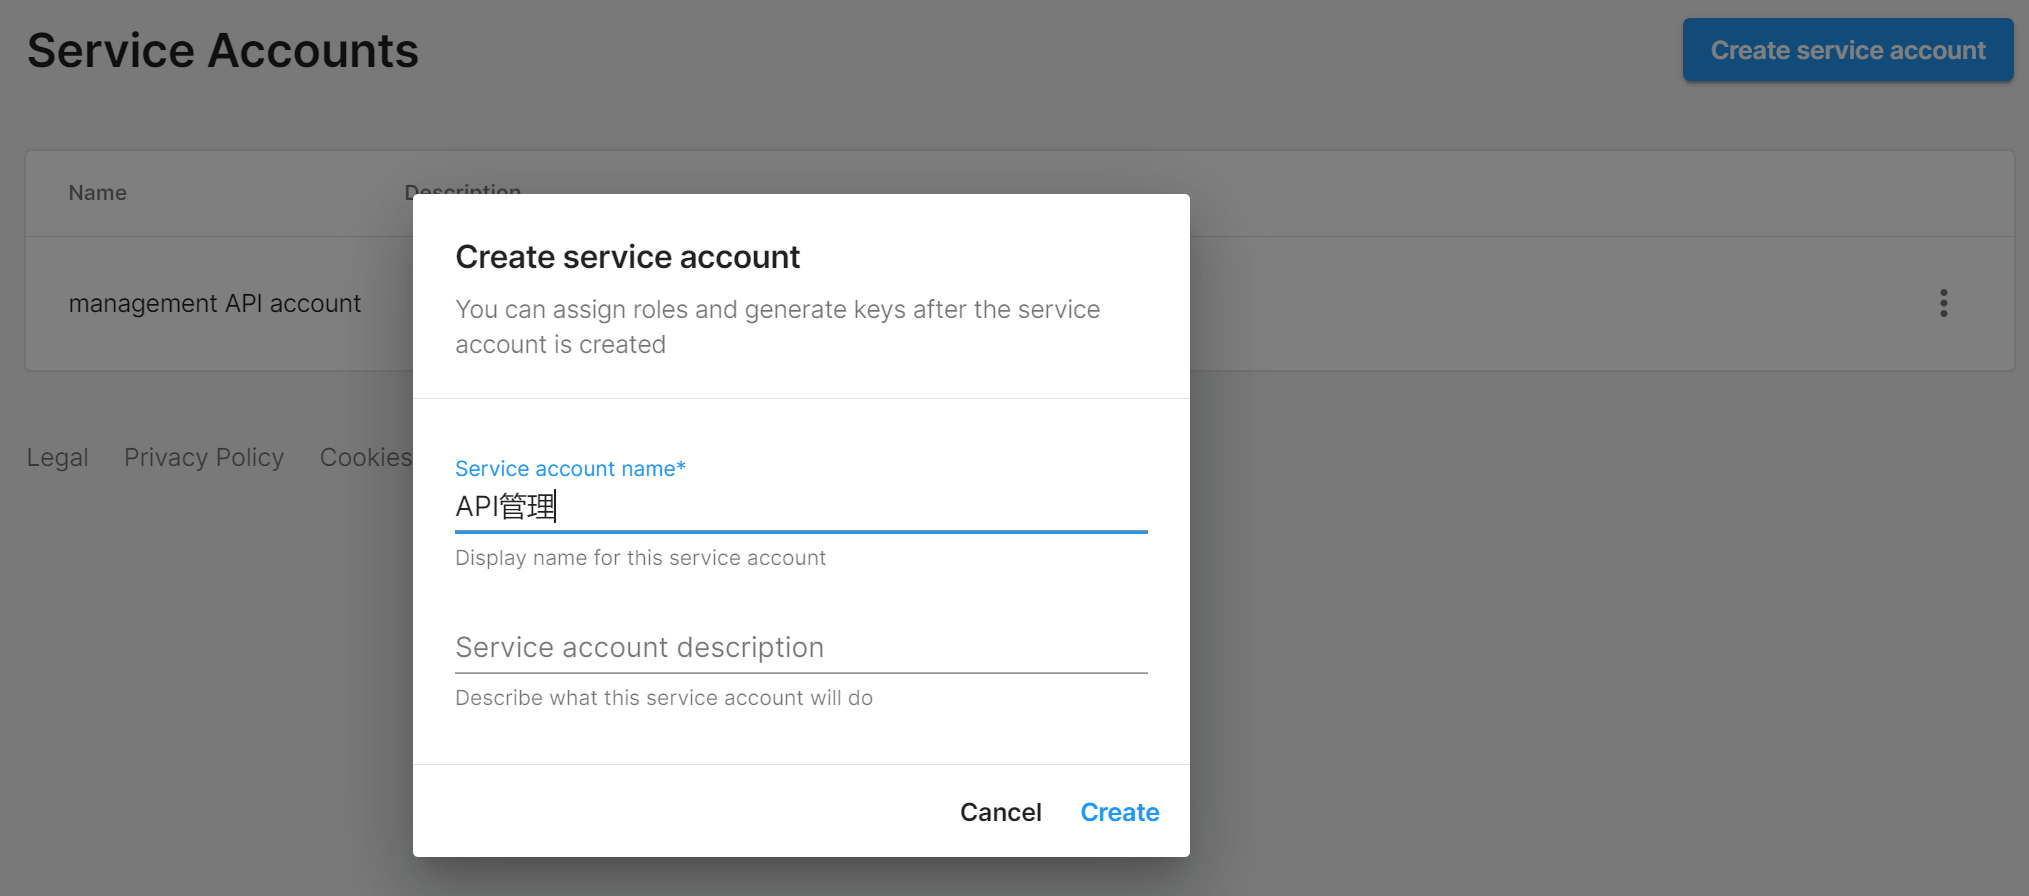 Service Accounts
Create service account
Name
Description
management API account
Create service account
You can assign roles and generate keys after the service
account is created
Service account name*
API管理
Display name for this service account
Service account description
Describe what this service account will do
Cancel
Create
Legal
Privacy Policy
Cookies